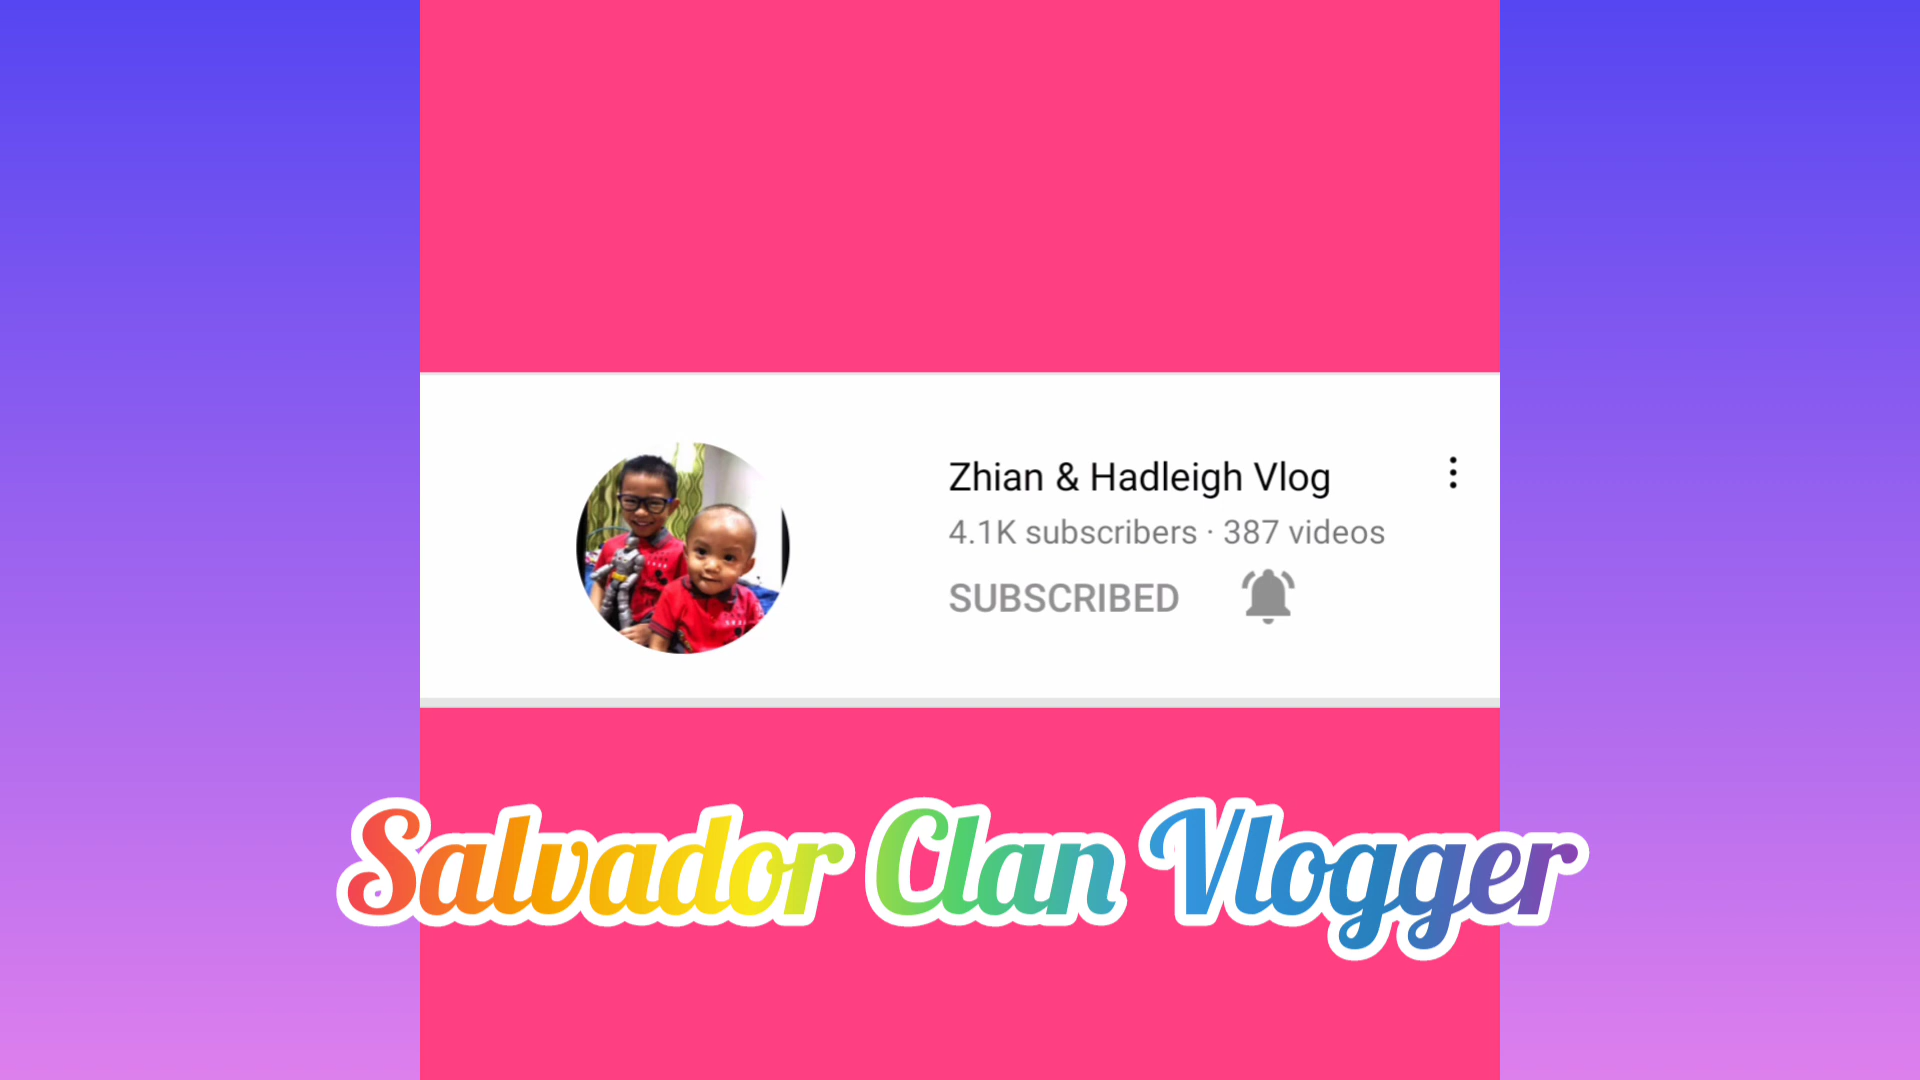 Zhian & Hadleigh Vlog
4.1K subscribers · 387 videos
SUBSCRIBED
Salvador Clan Vlogger